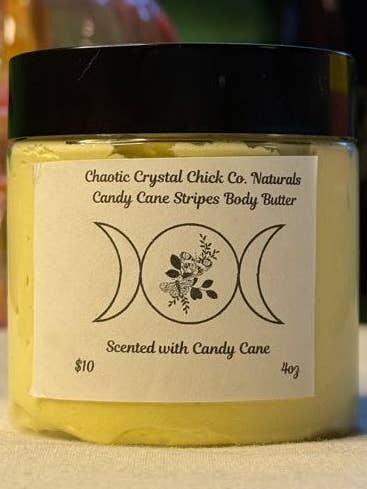 Chaotic Crystal Chick Co. Naturals
Candy Cane Stripes Body Butter
Scented with Candy Cane
$10 4oz